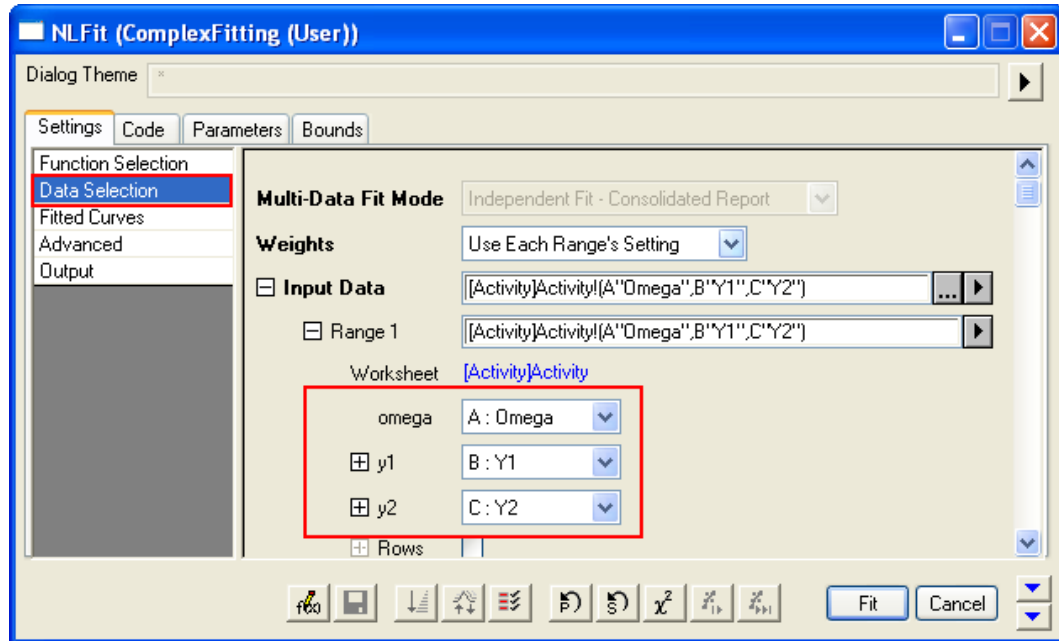 NLFit (ComplexFitting (User))
Dialog Theme *
Settings Code Parameters Bounds
Function Selection
Data Selection
Fitted Curves
Advanced
Output
Multi-Data Fit Mode Independent Fit - Consolidated Report
Weights Use Each Range's Setting
Input Data [Activity]Activity!(A"Omega",B"Y1",C"Y2") ...
Range 1 [Activity]Activity!(A"Omega",B"Y1",C"Y2")
Worksheet [Activity]Activity
omega A : Omega
y1 B : Y1
y2 C : Y2
Rows
f(x) P S χ² Fit Cancel